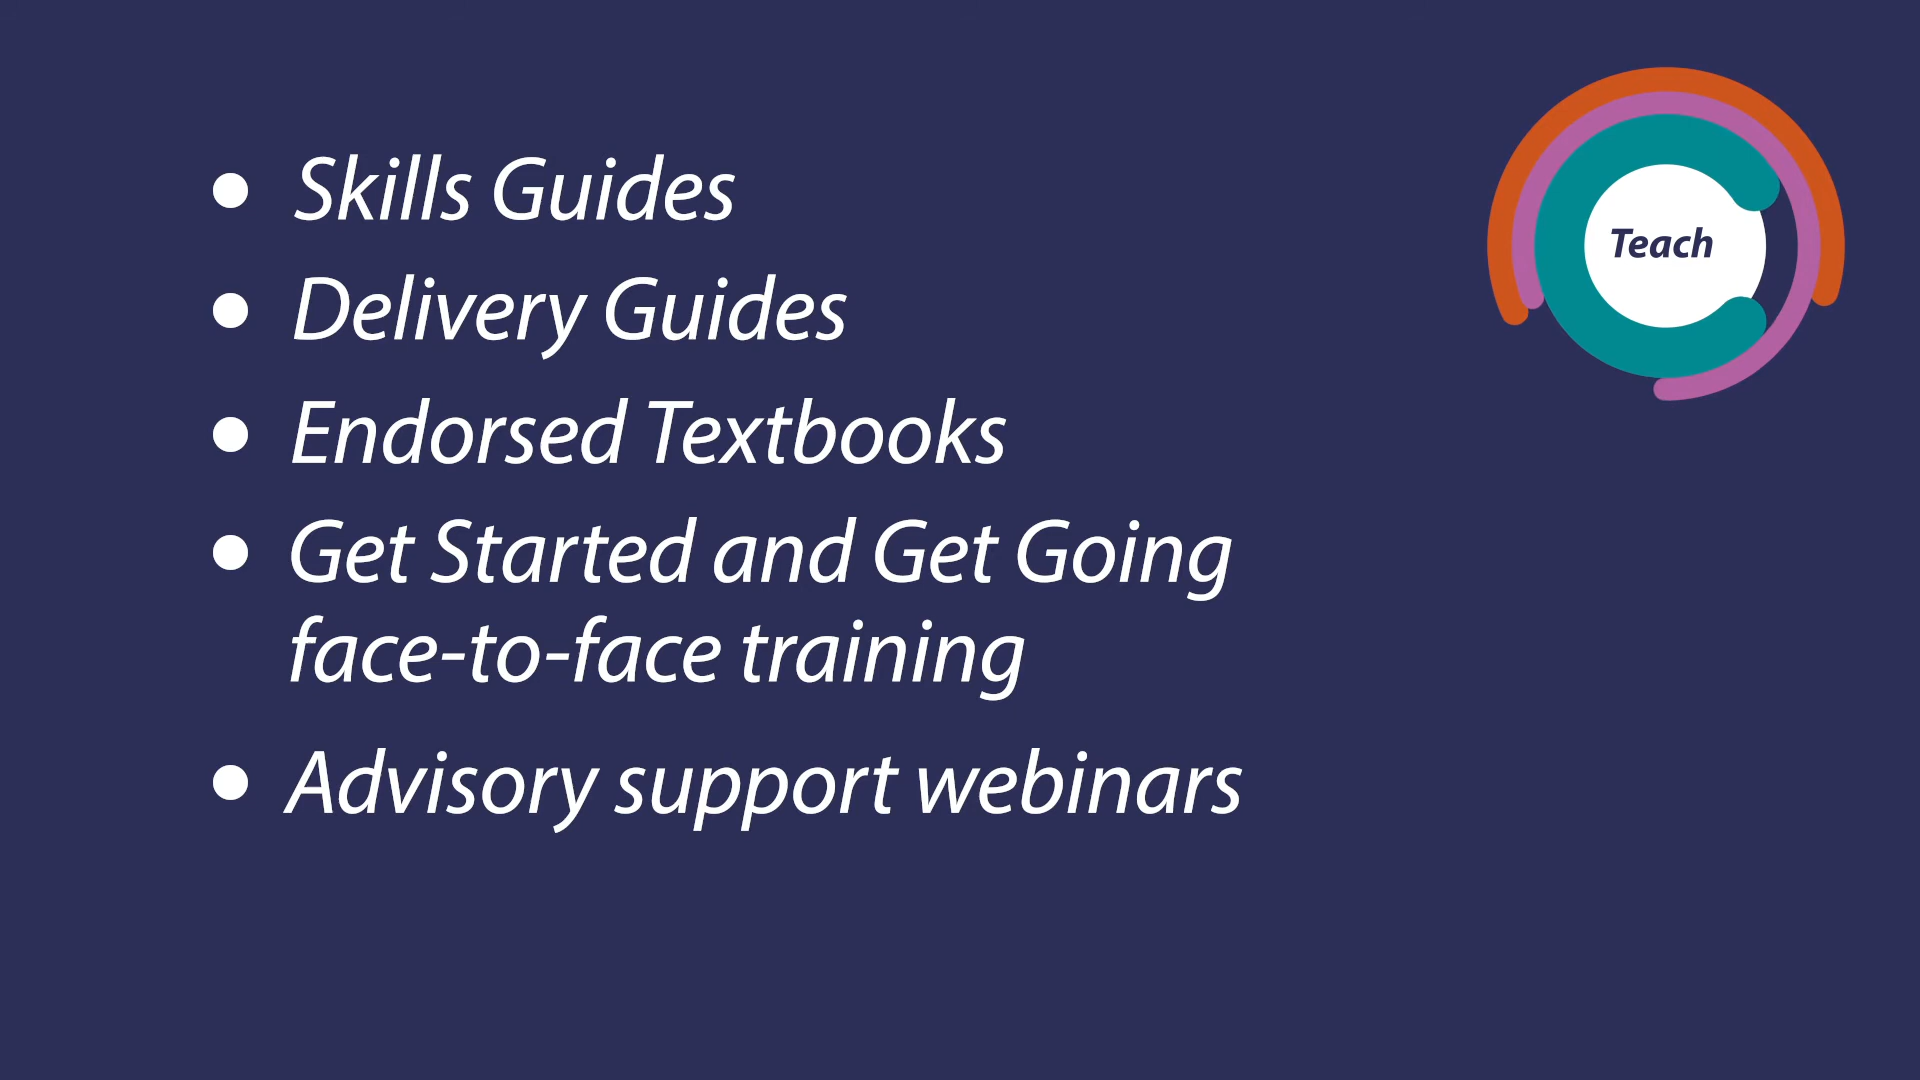 • Skills Guides
• Delivery Guides
• Endorsed Textbooks
• Get Started and Get Going
face-to-face training
• Advisory support webinars
Teach